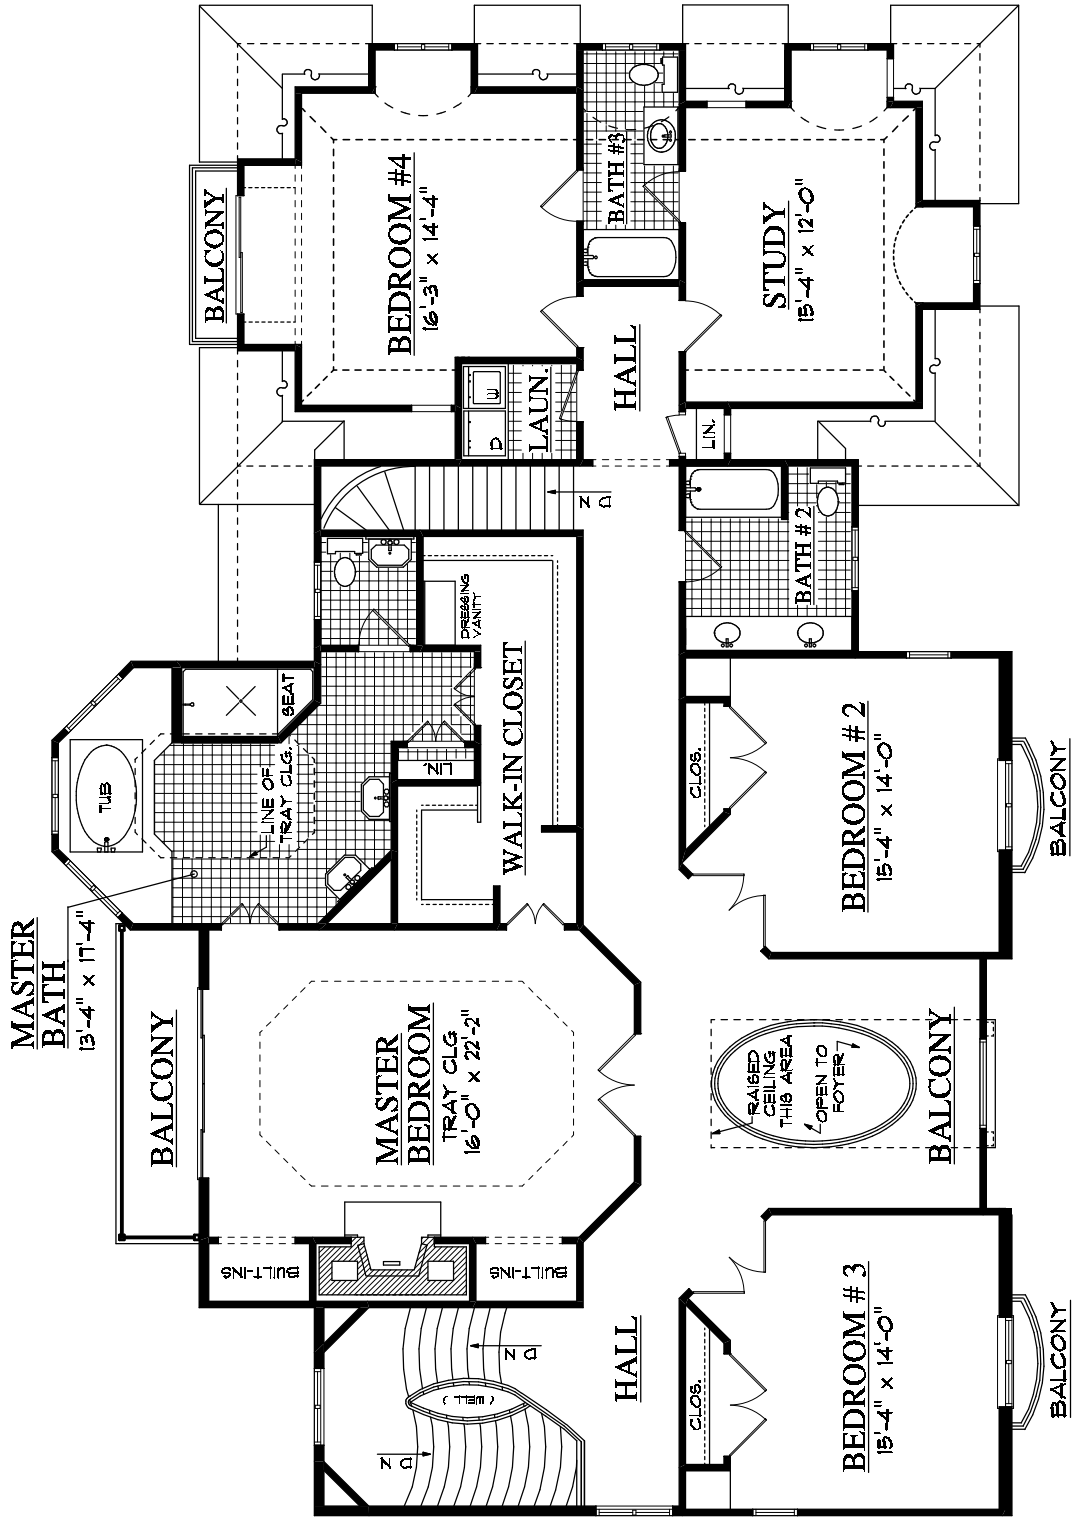 BALCONY
BEDROOM #4
16'-3" x 14'-4"
BATH #3
STUDY
15'-4" x 12'-0"
HALL
LAUN.
W
D
LIN.
DN
BATH # 2
DRESSING
VANITY
WALK-IN CLOSET
SEAT
LIN.
LINE OF
TRAY CLG.
TUB
MASTER
BATH
13'-4" x 17'-4"
CLOS.
BEDROOM # 2
15'-4" x 14'-0"
BALCONY
BALCONY
MASTER
BEDROOM
TRAY CLG
16'-0" x 22'-2"
RAISED
CEILING
THIS AREA
OPEN TO
FOYER
BALCONY
BUILT-INS
BUILT-INS
DN
(WELL)
DN
HALL
CLOS.
BEDROOM # 3
15'-4" x 14'-0"
BALCONY